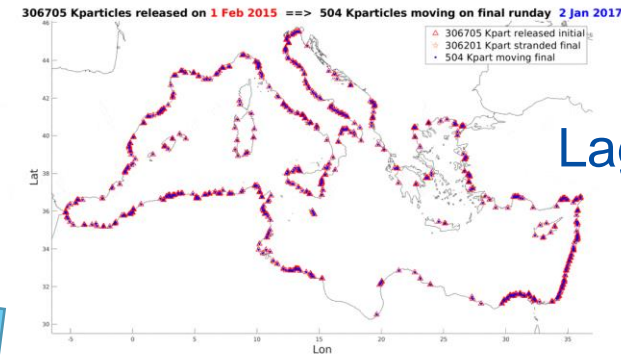 306705 Kparticles released on 1 Feb 2015 ==> 504 Kparticles moving on final runday 2 Jan 2017
306705 Kpart released initial
306201 Kpart stranded final
504 Kpart moving final
Lag
Lat
46
44
42
40
38
36
34
32
30
-5 0 5 10 15 20 25 30 35
Lon